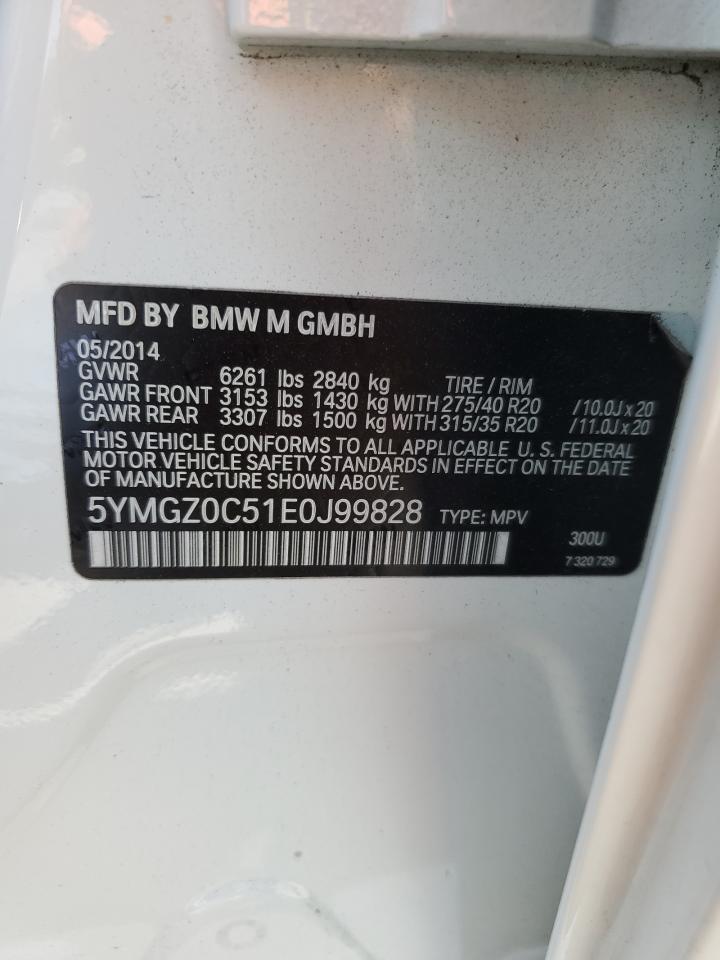 MFD BY BMW M GMBH
05/2014
GVWR 6261 lbs 2840 kg TIRE / RIM
GAWR FRONT 3153 lbs 1430 kg WITH 275/40 R20 /10.0J x 20
GAWR REAR 3307 lbs 1500 kg WITH 315/35 R20 /11.0J x 20
THIS VEHICLE CONFORMS TO ALL APPLICABLE U. S. FEDERAL
MOTOR VEHICLE SAFETY STANDARDS IN EFFECT ON THE DATE
OF MANUFACTURE SHOWN ABOVE.
5YMGZ0C51E0J99828 TYPE: MPV
300U
7 320 729